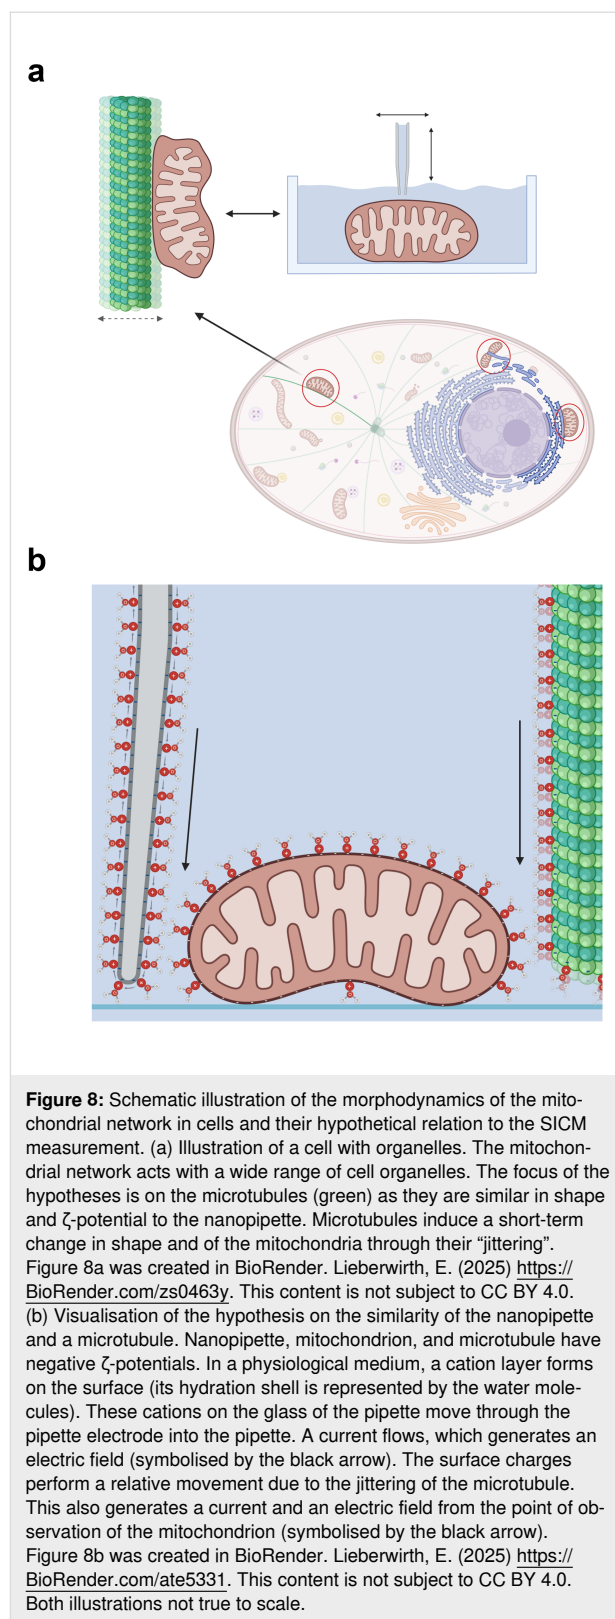 a
b
Figure 8: Schematic illustration of the morphodynamics of the mito-
chondrial network in cells and their hypothetical relation to the SICM
measurement. (a) Illustration of a cell with organelles. The mitochon-
drial network acts with a wide range of cell organelles. The focus of the
hypotheses is on the microtubules (green) as they are similar in shape
and ζ-potential to the nanopipette. Microtubules induce a short-term
change in shape and of the mitochondria through their “jittering”.
Figure 8a was created in BioRender. Lieberwirth, E. (2025) https://
BioRender.com/zs0463y. This content is not subject to CC BY 4.0.
(b) Visualisation of the hypothesis on the similarity of the nanopipette
and a microtubule. Nanopipette, mitochondrion, and microtubule have
negative ζ-potentials. In a physiological medium, a cation layer forms
on the surface (its hydration shell is represented by the water mole-
cules). These cations on the glass of the pipette move through the
pipette electrode into the pipette. A current flows, which generates an
electric field (symbolised by the black arrow). The surface charges
perform a relative movement due to the jittering of the microtubule.
This also generates a current and an electric field from the point of ob-
servation of the mitochondrion (symbolised by the black arrow).
Figure 8b was created in BioRender. Lieberwirth, E. (2025) https://
BioRender.com/ate5331. This content is not subject to CC BY 4.0.
Both illustrations not true to scale.